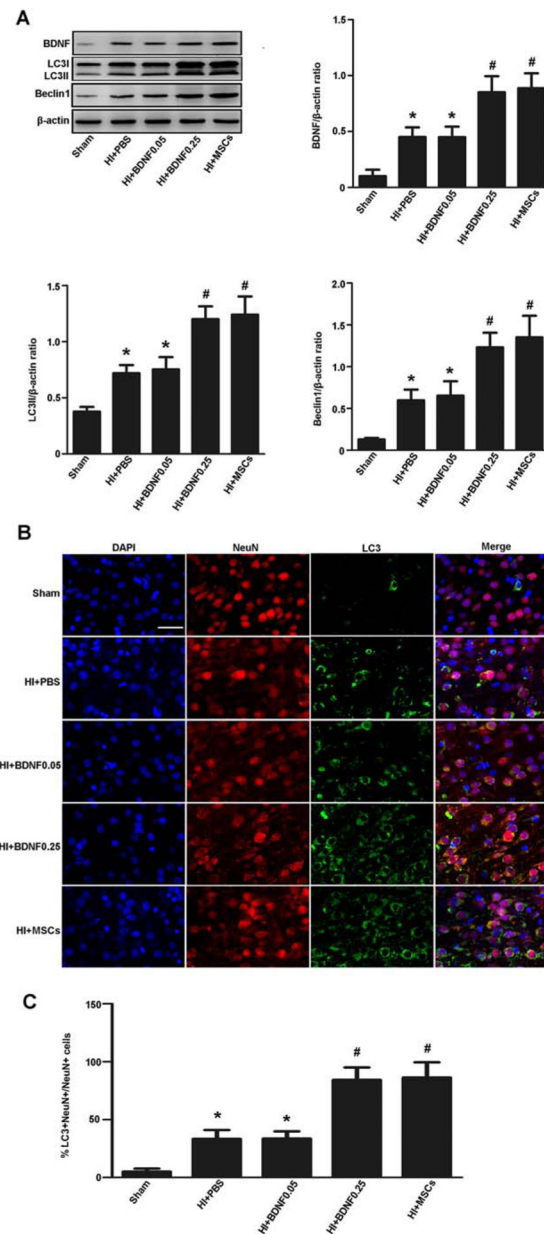 A
BDNF
LC3I
LC3II
Beclin1
β-actin
Sham
HI+PBS
HI+BDNF0.05
HI+BDNF0.25
HI+MSCs
BDNF/β-actin ratio
1.5
1.0
0.5
0
* * # #
Sham
HI+PBS
HI+BDNF0.05
HI+BDNF0.25
HI+MSCs
LC3II/β-actin ratio
1.5
1.0
0.5
0
* * # #
Sham
HI+PBS
HI+BDNF0.05
HI+BDNF0.25
HI+MSCs
Beclin1/β-actin ratio
2.0
1.5
1.0
0.5
0
* * # #
Sham
HI+PBS
HI+BDNF0.05
HI+BDNF0.25
HI+MSCs
B
DAPI NeuN LC3 Merge
Sham
HI+PBS
HI+BDNF0.05
HI+BDNF0.25
HI+MSCs
C
% LC3+NeuN+/NeuN+ cells
150
100
50
0
* * # #
Sham
HI+PBS
HI+BDNF0.05
HI+BDNF0.25
HI+MSCs